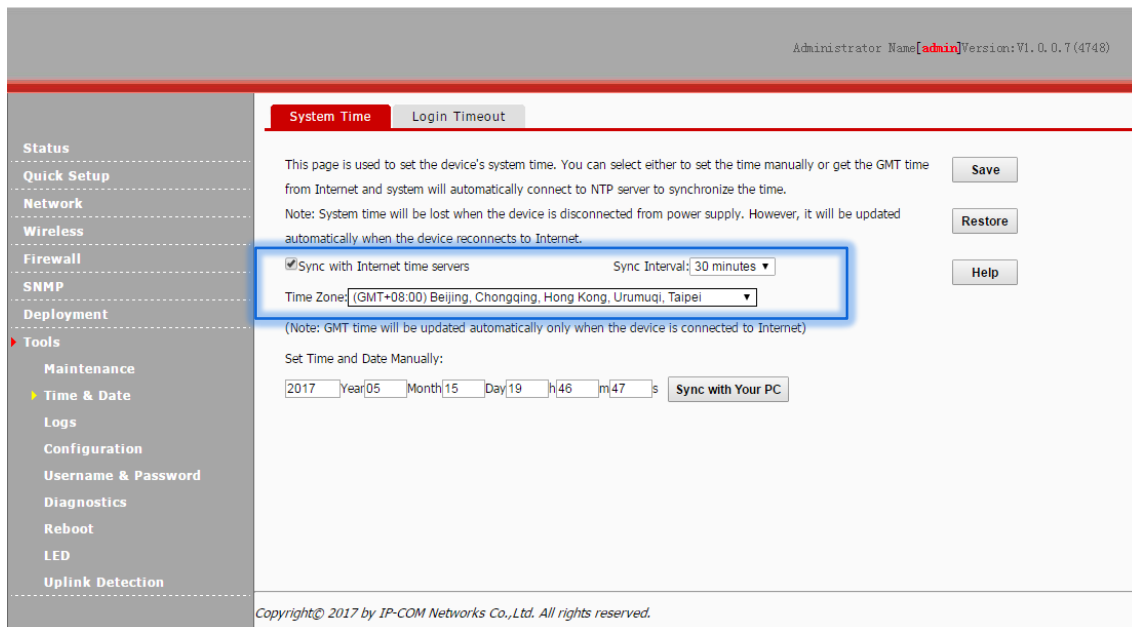 Administrator Name[admin]Version:V1.0.0.7(4748)
System Time
Login Timeout
Status
Quick Setup
Network
Wireless
Firewall
SNMP
Deployment
Tools
Maintenance
Time & Date
Logs
Configuration
Username & Password
Diagnostics
Reboot
LED
Uplink Detection
This page is used to set the device's system time. You can select either to set the time manually or get the GMT time
from Internet and system will automatically connect to NTP server to synchronize the time.
Note: System time will be lost when the device is disconnected from power supply. However, it will be updated
automatically when the device reconnects to Internet.
Sync with Internet time servers
Sync Interval: 30 minutes
Time Zone: (GMT+08:00) Beijing, Chongqing, Hong Kong, Urumuqi, Taipei
(Note: GMT time will be updated automatically only when the device is connected to Internet)
Set Time and Date Manually:
2017 Year 05 Month 15 Day 19 h 46 m 47 s Sync with Your PC
Save
Restore
Help
Copyright© 2017 by IP-COM Networks Co.,Ltd. All rights reserved.